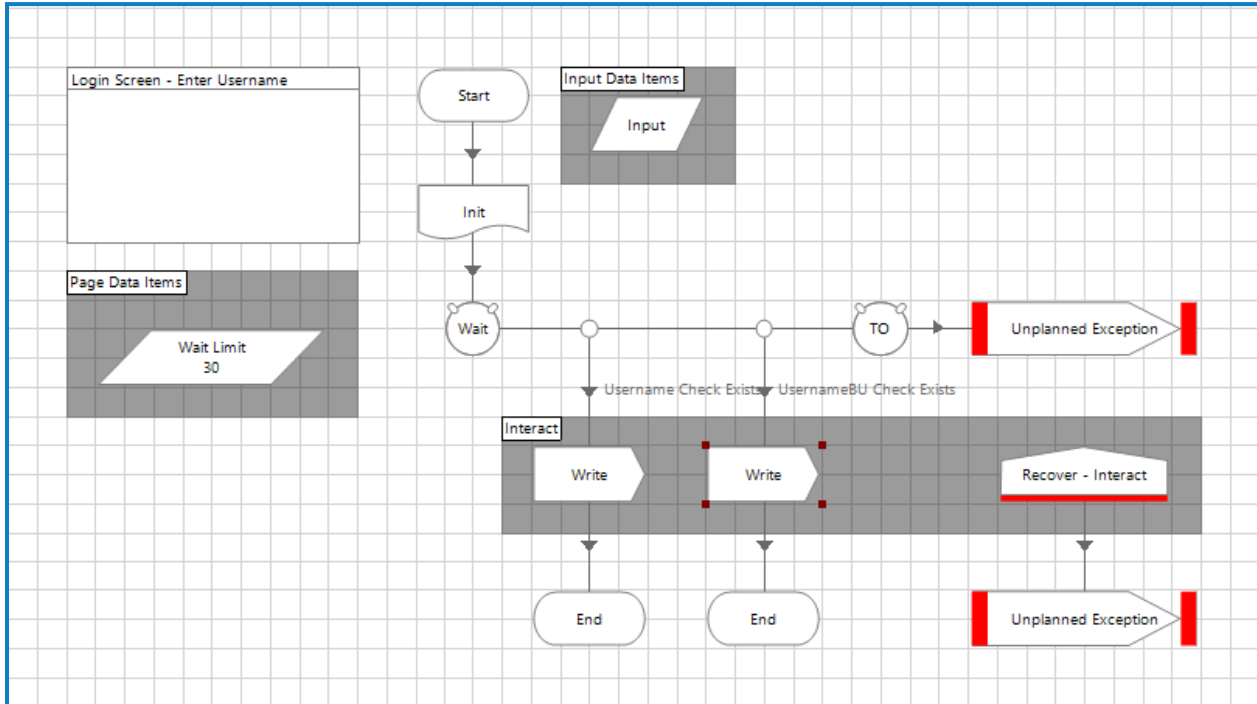 Login Screen - Enter Username
Start
Input Data Items
Input
Init
Page Data Items
Wait Limit
30
Wait
TO
Unplanned Exception
Username Check Exists
UsernameBU Check Exists
Interact
Write
Write
Recover - Interact
End
End
Unplanned Exception